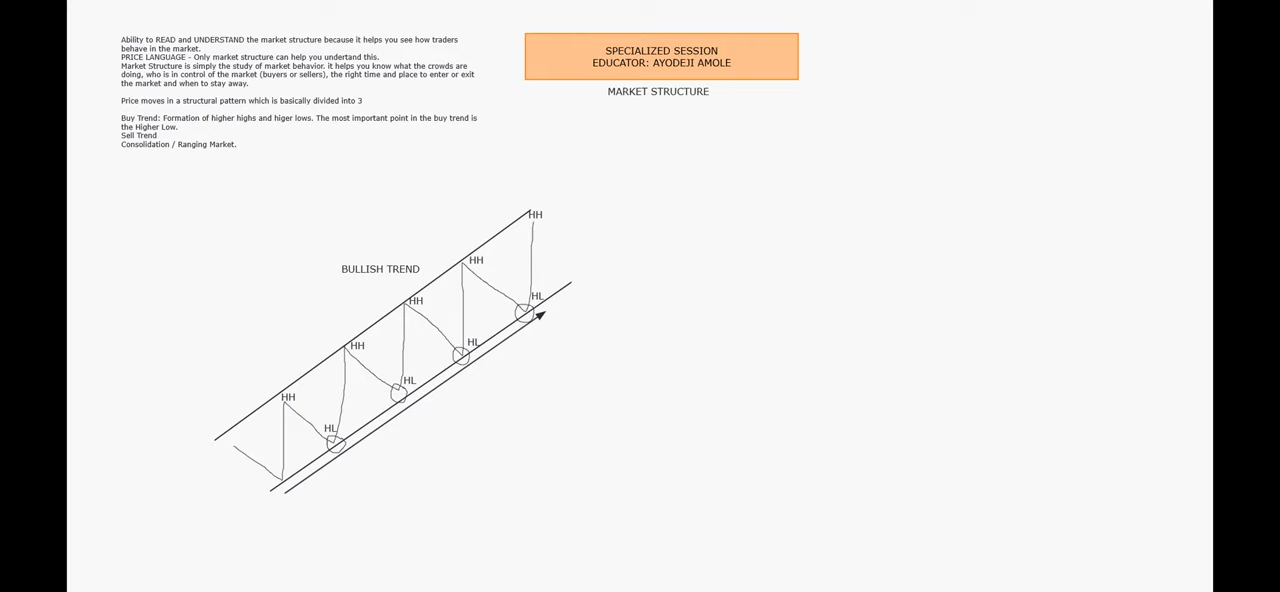 Ability to READ and UNDERSTAND the market structure because it helps you see how traders
behave in the market.
PRICE LANGUAGE - Only market structure can help you undertand this.
Market Structure is simply the study of market behavior. it helps you know what the crowds are
doing, who is in control of the market (buyers or sellers), the right time and place to enter or exit
the market and when to stay away.
Price moves in a structural pattern which is basically divided into 3
Buy Trend: Formation of higher highs and higer lows. The most important point in the buy trend is
the Higher Low.
Sell Trend
Consolidation / Ranging Market.
SPECIALIZED SESSION
EDUCATOR: AYODEJI AMOLE
MARKET STRUCTURE
HH
HH
BULLISH TREND
HL
HH
HL
HH
HL
HH
HL